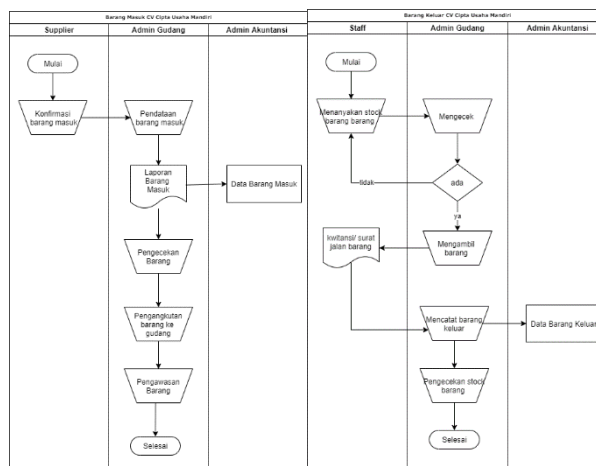 Barang Masuk CV Cipta Usaha Mandiri
Supplier
Admin Gudang
Admin Akuntansi
Mulai
Konfirmasi
barang masuk
Pendataan
barang masuk
Laporan
Barang
Masuk
Data Barang Masuk
Pengecekan
Barang
Pengangkutan
barang ke
gudang
Pengawasan
Barang
Selesai
Barang Keluar CV Cipta Usaha Mandiri
Staff
Admin Gudang
Admin Akuntansi
Mulai
Menanyakan stock
barang barang
Mengecek
tidak
ada
ya
kwitansi/ surat
jalan barang
Mengambil
barang
Mencatat barang
keluar
Data Barang Keluar
Pengecekan stock
barang
Selesai